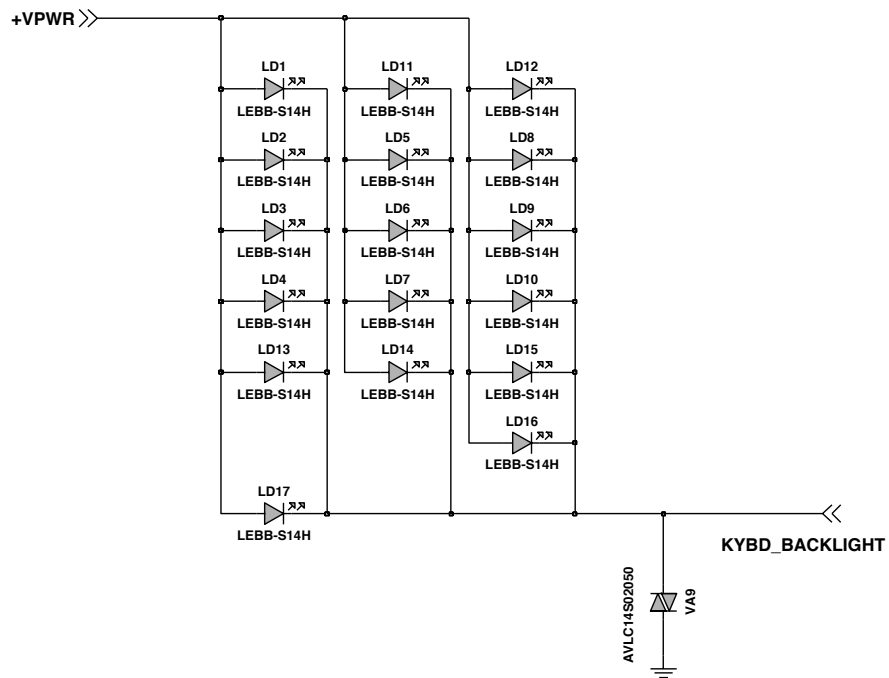 +VPWR
LD1
LD11
LD12
LEBB-S14H
LEBB-S14H
LEBB-S14H
LD2
LD5
LD8
LEBB-S14H
LEBB-S14H
LEBB-S14H
LD3
LD6
LD9
LEBB-S14H
LEBB-S14H
LEBB-S14H
LD4
LD7
LD10
LEBB-S14H
LEBB-S14H
LEBB-S14H
LD13
LD14
LD15
LEBB-S14H
LEBB-S14H
LEBB-S14H
LD16
LEBB-S14H
LD17
LEBB-S14H
KYBD_BACKLIGHT
AVLC14S02050
VA9